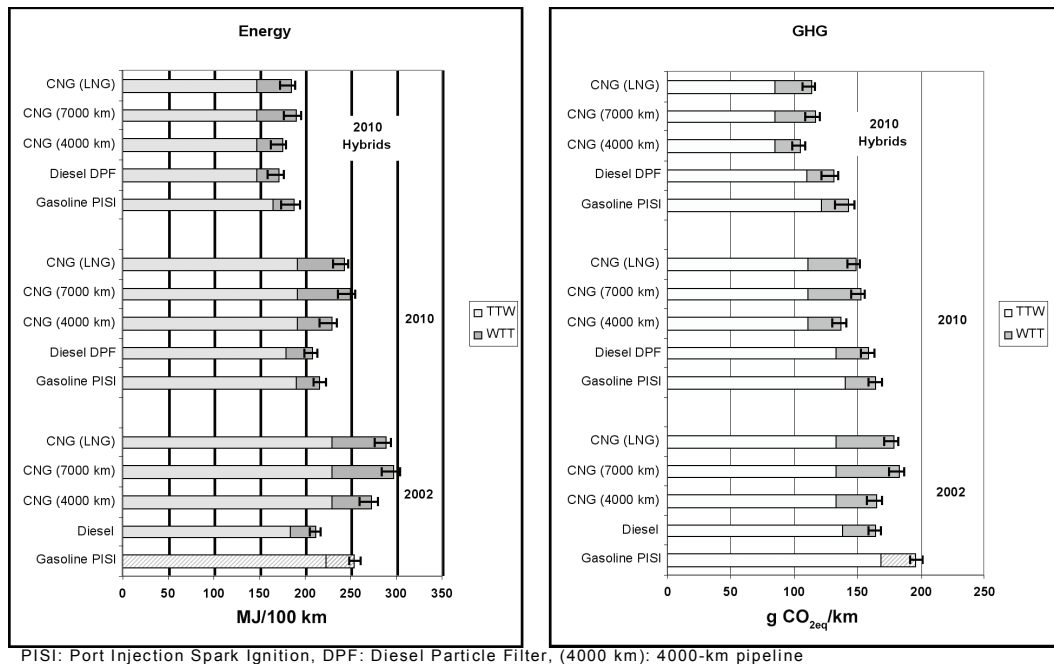 Energy
CNG (LNG)
CNG (7000 km)
CNG (4000 km)
Diesel DPF
Gasoline PISI
2010
Hybrids
CNG (LNG)
CNG (7000 km)
CNG (4000 km)
Diesel DPF
Gasoline PISI
2010
CNG (LNG)
CNG (7000 km)
CNG (4000 km)
Diesel
Gasoline PISI
2002
0 50 100 150 200 250 300 350
MJ/100 km
TTW
WTT
GHG
CNG (LNG)
CNG (7000 km)
CNG (4000 km)
Diesel DPF
Gasoline PISI
2010
Hybrids
CNG (LNG)
CNG (7000 km)
CNG (4000 km)
Diesel DPF
Gasoline PISI
2010
CNG (LNG)
CNG (7000 km)
CNG (4000 km)
Diesel
Gasoline PISI
2002
0 50 100 150 200 250
g CO2eq/km
TTW
WTT
PISI: Port Injection Spark Ignition, DPF: Diesel Particle Filter, (4000 km): 4000-km pipeline